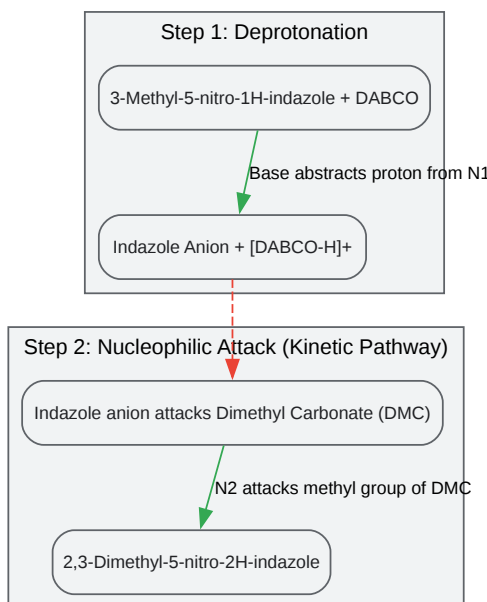 Step 1: Deprotonation
3-Methyl-5-nitro-1H-indazole + DABCO
Base abstracts proton from N1
Indazole Anion + [DABCO-H]+
Step 2: Nucleophilic Attack (Kinetic Pathway)
Indazole anion attacks Dimethyl Carbonate (DMC)
N2 attacks methyl group of DMC
2,3-Dimethyl-5-nitro-2H-indazole